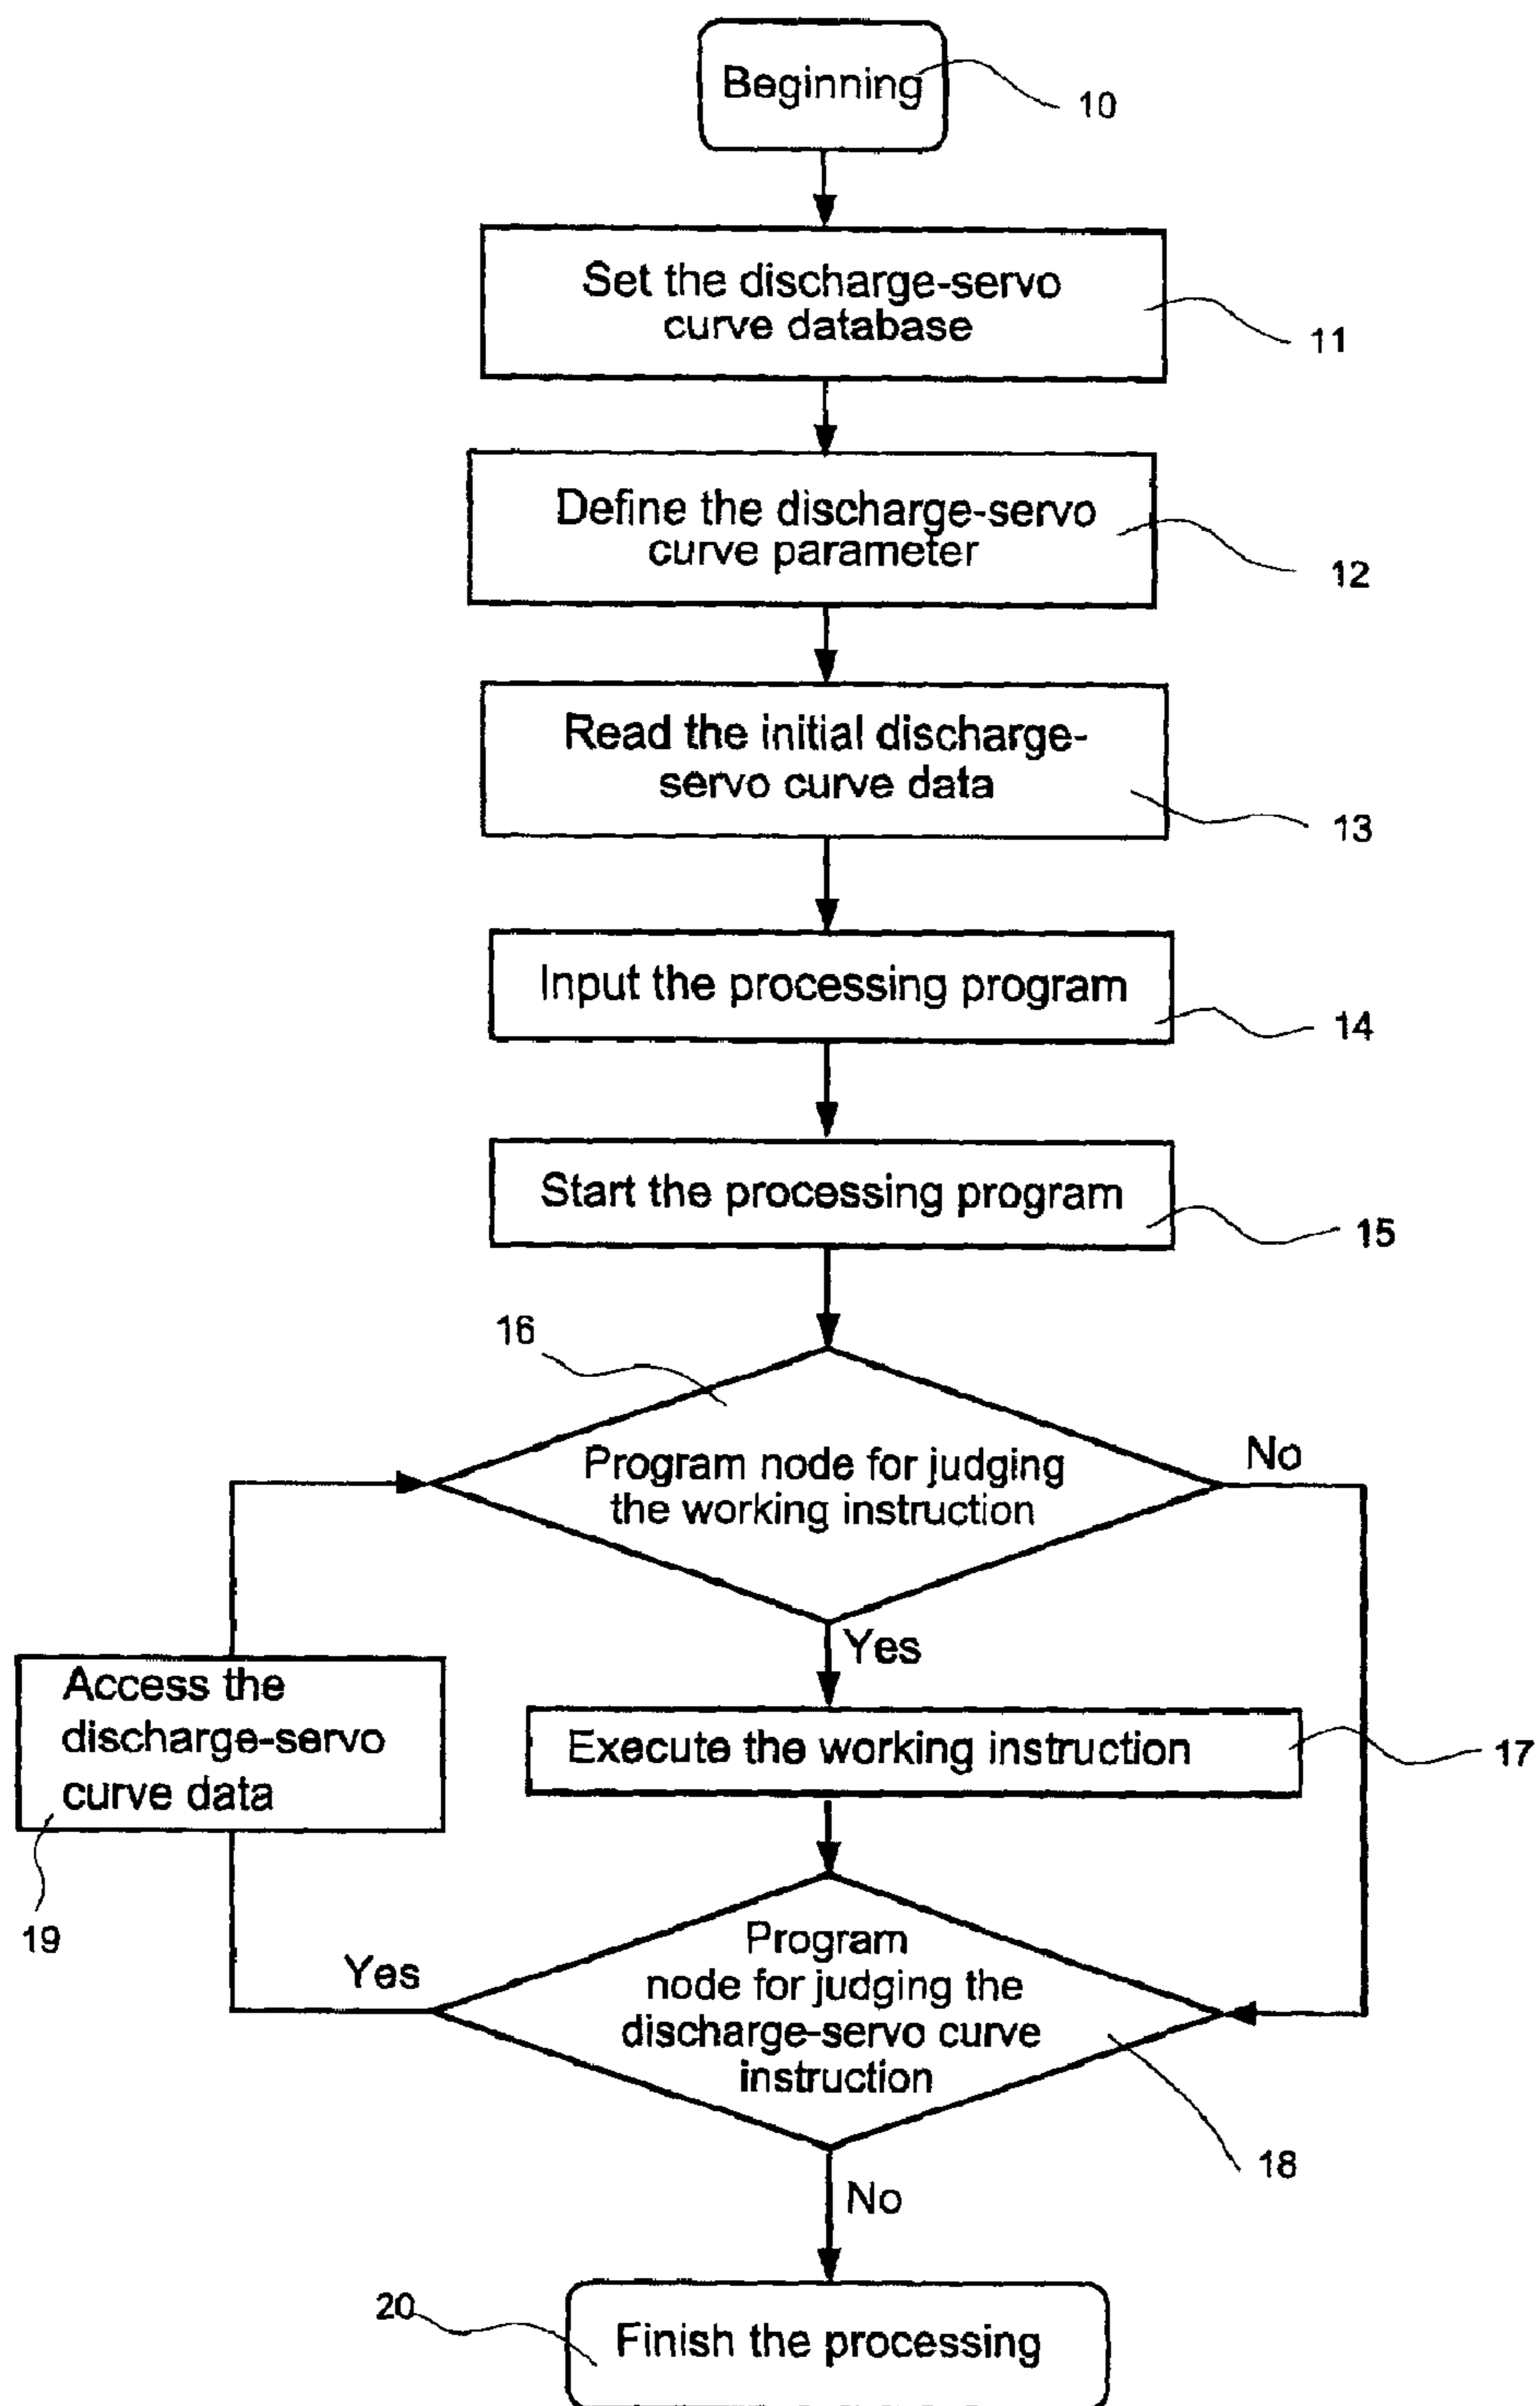 Beginning
10
Set the discharge-servo
curve database
11
Define the discharge-servo
curve parameter
12
Read the initial discharge-
servo curve data
13
Input the processing program
14
Start the processing program
15
16
Program node for judging
the working instruction
No
Yes
Access the
discharge-servo
curve data
19
Execute the working instruction
17
Program
node for judging the
discharge-servo curve
instruction
Yes
18
No
20
Finish the processing